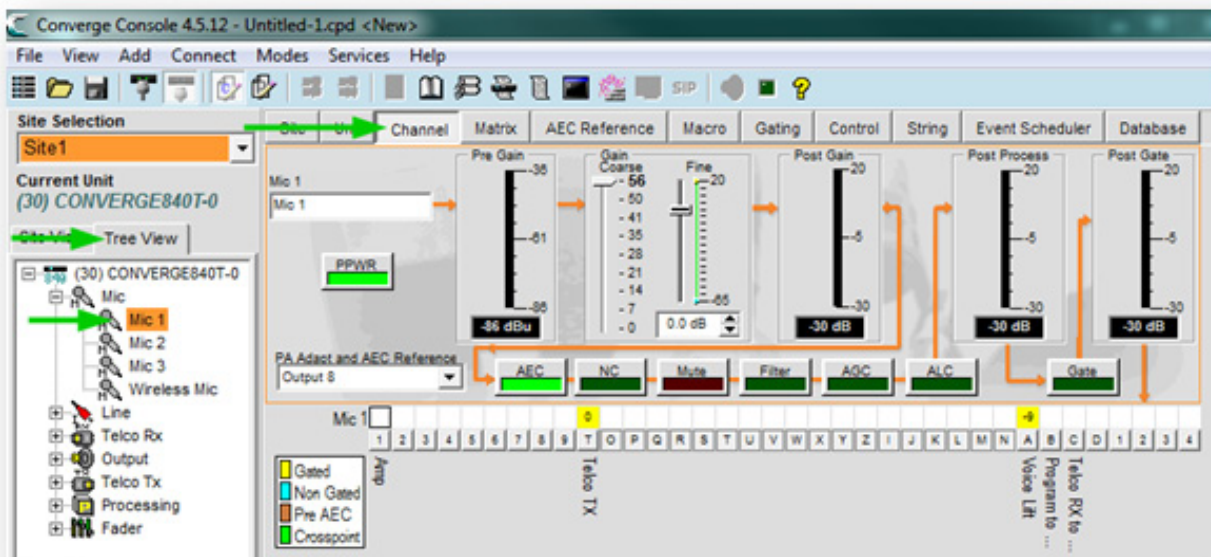 Converge Console 4.5.12 - Untitled-1.cpd <New>
File View Add Connect Modes Services Help
SIP
Site Selection
Site1
Current Unit
(30) CONVERGE840T-0
Tree View
(30) CONVERGE840T-0
Mic
Mic 1
Mic 2
Mic 3
Wireless Mic
Line
Telco Rx
Output
Telco Tx
Processing
Fader
Channel Matrix AEC Reference Macro Gating Control String Event Scheduler Database
Mic 1
Mic 1
PPWR
PA Adapt and AEC Reference
Output 8
Pre Gain
-36
-61
-86
-86 dBu
Gain
Coarse Fine
56
50
41
35
28
21
14
7
0
20
-65
0.0 dB
Post Gain
20
-5
-30
-30 dB
Post Process
20
-5
-30
-30 dB
Post Gate
20
-5
-30
-30 dB
AEC NC Mute Filter AGC ALC Gate
Mic 1 0 -9
1 2 3 4 5 6 7 8 9 T O P Q R S T U V W X Y Z I J K L M N A B C D 1 2 3 4
Amp
Telco TX
Voice Lift
Program to ...
Telco RX to ...
Gated
Non Gated
Pre AEC
Crosspoint